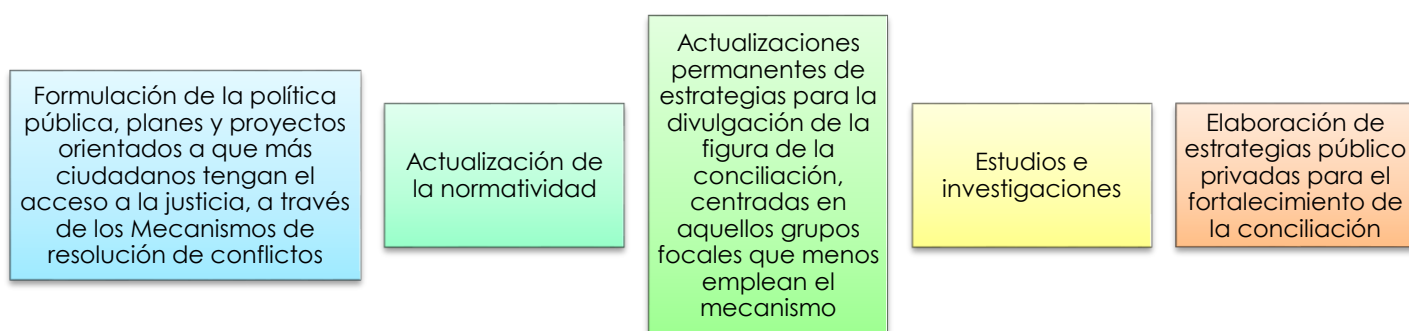 Formulación de la política
pública, planes y proyectos
orientados a que más
ciudadanos tengan el
acceso a la justicia, a través
de los Mecanismos de
resolución de conflictos
Actualización de
la normatividad
Actualizaciones
permanentes de
estrategias para la
divulgación de la
figura de la
conciliación,
centradas en
aquellos grupos
focales que menos
emplean el
mecanismo
Estudios e
investigaciones
Elaboración de
estrategias público
privadas para el
fortalecimiento de
la conciliación